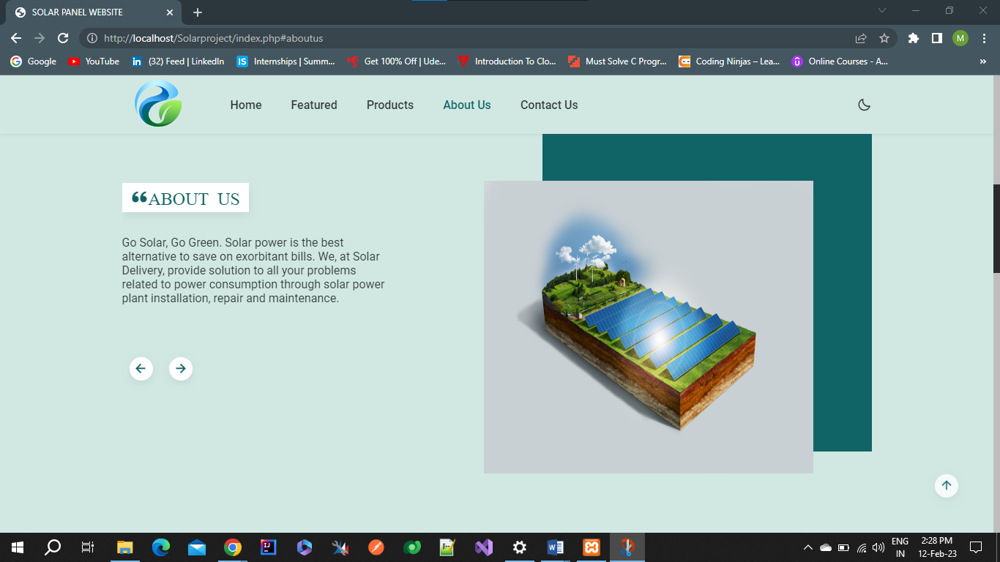 SOLAR PANEL WEBSITE
http://localhost/Solarproject/index.php#aboutus
M
Google
YouTube
(32) Feed | LinkedIn
Internships | Summ...
Get 100% Off | Ude...
Introduction To Clo...
Must Solve C Progr...
Coding Ninjas – Lea...
Online Courses - A...
»
Home
Featured
Products
About Us
Contact Us
❝ABOUT US
Go Solar, Go Green. Solar power is the best
alternative to save on exorbitant bills. We, at Solar
Delivery, provide solution to all your problems
related to power consumption through solar power
plant installation, repair and maintenance.
ENG
IN
2:28 PM
12-Feb-23